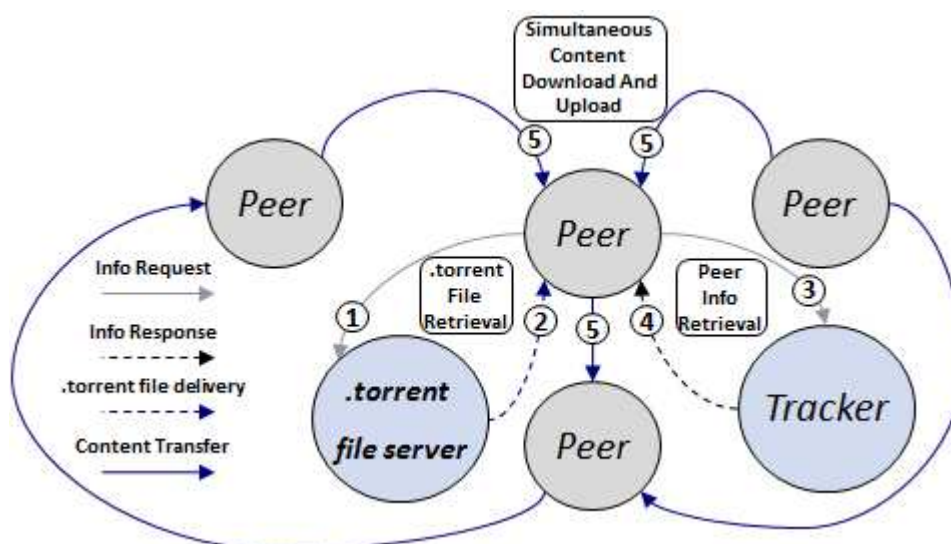 Simultaneous
Content
Download And
Upload
5
5
Peer
Peer
Peer
Info Request
.torrent
File
Retrieval
Peer
Info
Retrieval
3
1
2
5
4
Info Response
.torrent file delivery
Content Transfer
.torrent
file server
Peer
Tracker